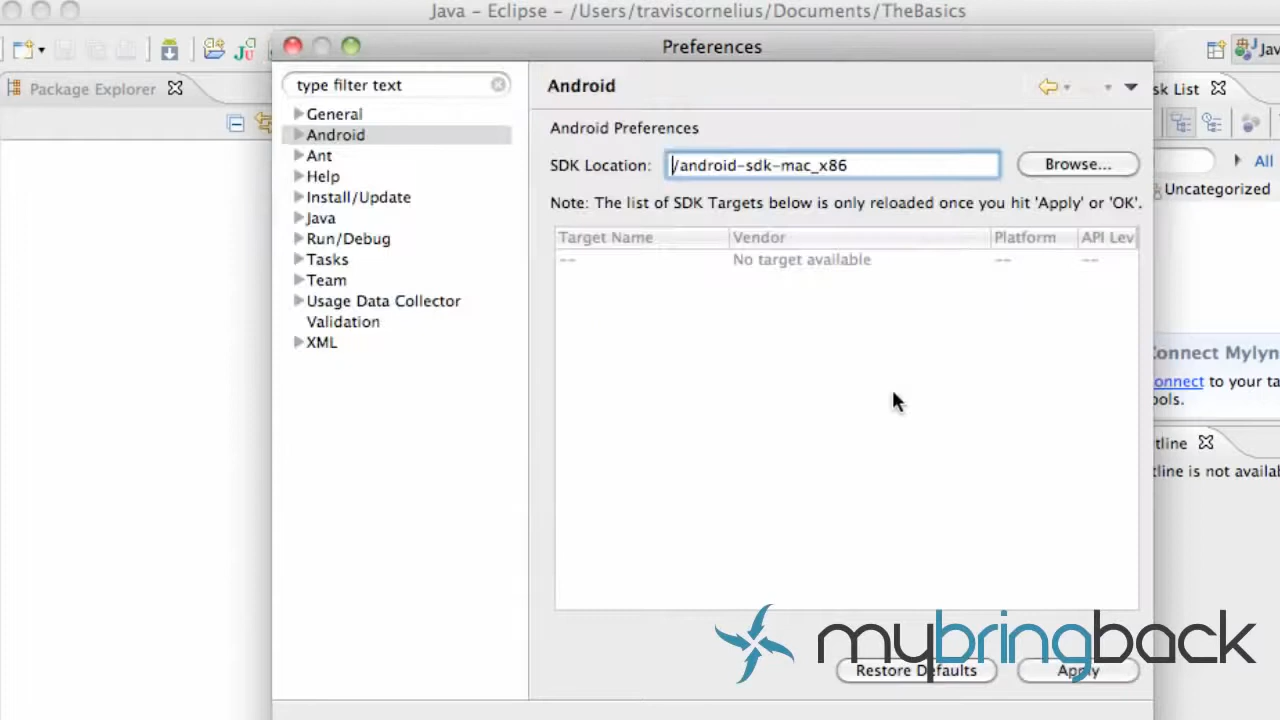 Java - Eclipse - /Users/traviscornelius/Documents/TheBasics
Preferences
Package Explorer
type filter text
General
Android
Ant
Help
Install/Update
Java
Run/Debug
Tasks
Team
Usage Data Collector
Validation
XML
Android
Android Preferences
SDK Location:
/android-sdk-mac_x86
Browse...
Note: The list of SDK Targets below is only reloaded once you hit 'Apply' or 'OK'.
Target Name Vendor Platform API Lev
-- No target available -- --
Restore Defaults
Apply
Jav
sk List
All
Uncategorized
Connect Mylyn
onnect to your ta
ools.
tline
tline is not availab
mybringback